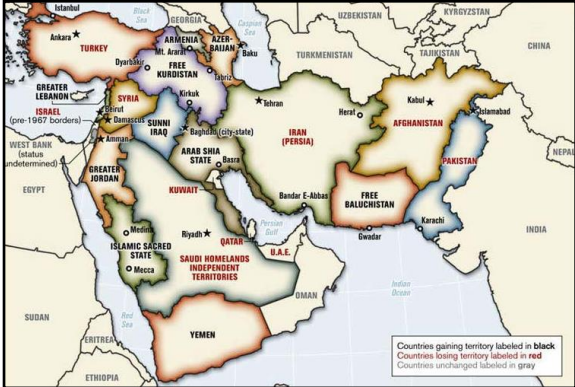 Istanbul
Black
Sea
GEORGIA
Caspian
Sea
UZBEKISTAN
KYRGYZSTAN
Ankara
TURKEY
ARMENIA
Mt. Ararat
AZER-
BAIJAN
Baku
TURKMENISTAN
TAJIKISTAN
CHINA
Dıyarbakir
FREE
KURDISTAN
Tabriz
GREATER
LEBANON
SYRIA
Kirkuk
Tehran
Herat
Kabul
Islamabad
ISRAEL
(pre-1967 borders)
Beirut
Damascus
SUNNI
IRAQ
Baghdad (city-state)
IRAN
(PERSIA)
AFGHANISTAN
WEST BANK
(status
undetermined)
Amman
ARAB SHIA
STATE
Basra
PAKISTAN
NEPAL
EGYPT
GREATER
JORDAN
KUWAIT
Bandar E-Abbas
FREE
BALUCHISTAN
Medina
ISLAMIC SACRED
STATE
Mecca
Riyadh
QATAR
Persian
Gulf
U.A.E.
Gwadar
Karachi
INDIA
SAUDI HOMELANDS
INDEPENDENT
TERRITORIES
OMAN
Indian
Ocean
SUDAN
Red
Sea
YEMEN
ERITREA
ETHIOPIA
Countries gaining territory labeled in black
Countries losing territory labeled in red
Countries unchanged labeled in gray